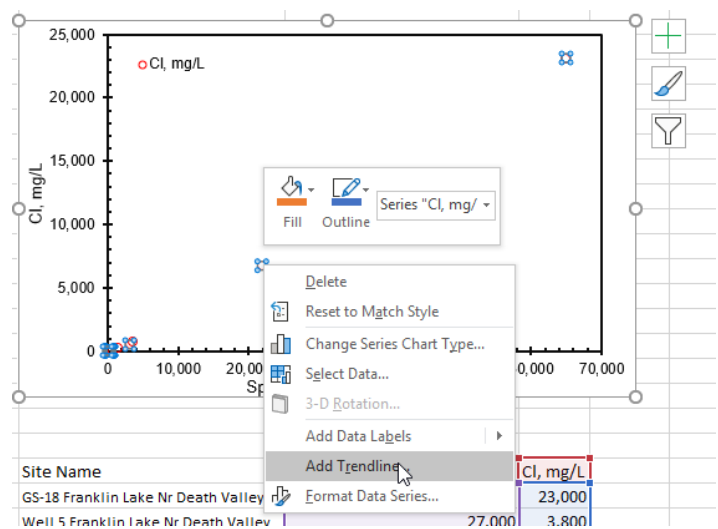 25,000
Cl, mg/L
20,000
15,000
Cl, mg/L
Fill Outline Series "Cl, mg/
10,000
5,000
0
0 10,000 20,00 0,000 70,000
Sp
Delete
Reset to Match Style
Change Series Chart Type...
Select Data...
3-D Rotation...
Add Data Labels
Add Trendline...
Format Data Series...
Site Name Cl, mg/L
GS-18 Franklin Lake Nr Death Valley 23,000
Well 5 Franklin Lake Nr Death Valley 27,000 3,800